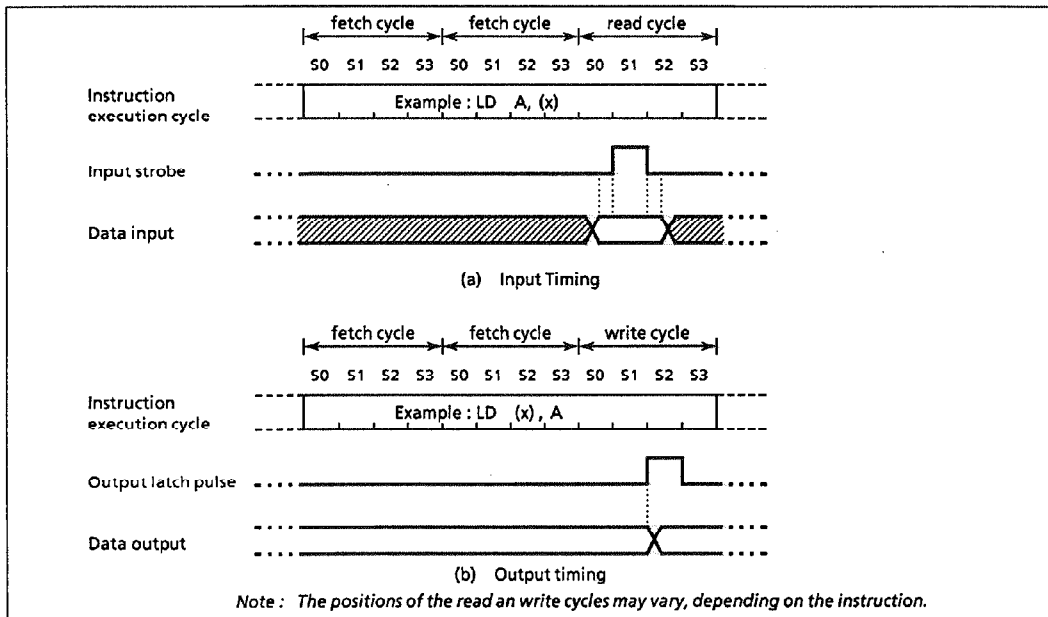 fetch cycle fetch cycle read cycle
S0 S1 S2 S3 S0 S1 S2 S3 S0 S1 S2 S3
Instruction
execution cycle
Example : LD A, (x)
Input strobe
Data input
(a) Input Timing
fetch cycle fetch cycle write cycle
S0 S1 S2 S3 S0 S1 S2 S3 S0 S1 S2 S3
Instruction
execution cycle
Example : LD (x) , A
Output latch pulse
Data output
(b) Output timing
Note : The positions of the read an write cycles may vary, depending on the instruction.